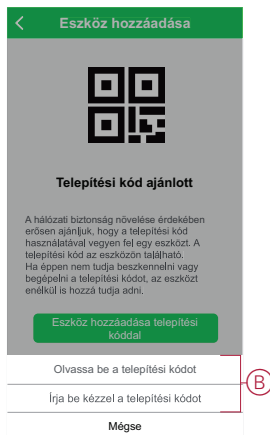 Eszköz hozzáadása
Telepítési kód ajánlott
A hálózati biztonság növelése érdekében
erősen ajánljuk, hogy a telepítési kód
használatával vegyen fel egy eszközt. A
telepítési kód az eszközön található.
Ha éppen nem tudja beszkennelni vagy
begépelni a telepítési kódot, az eszközt
enélkül is hozzá tudja adni.
Eszköz hozzáadása telepítési
kóddal
Olvassa be a telepítési kódot
B
Írja be kézzel a telepítési kódot
Mégse